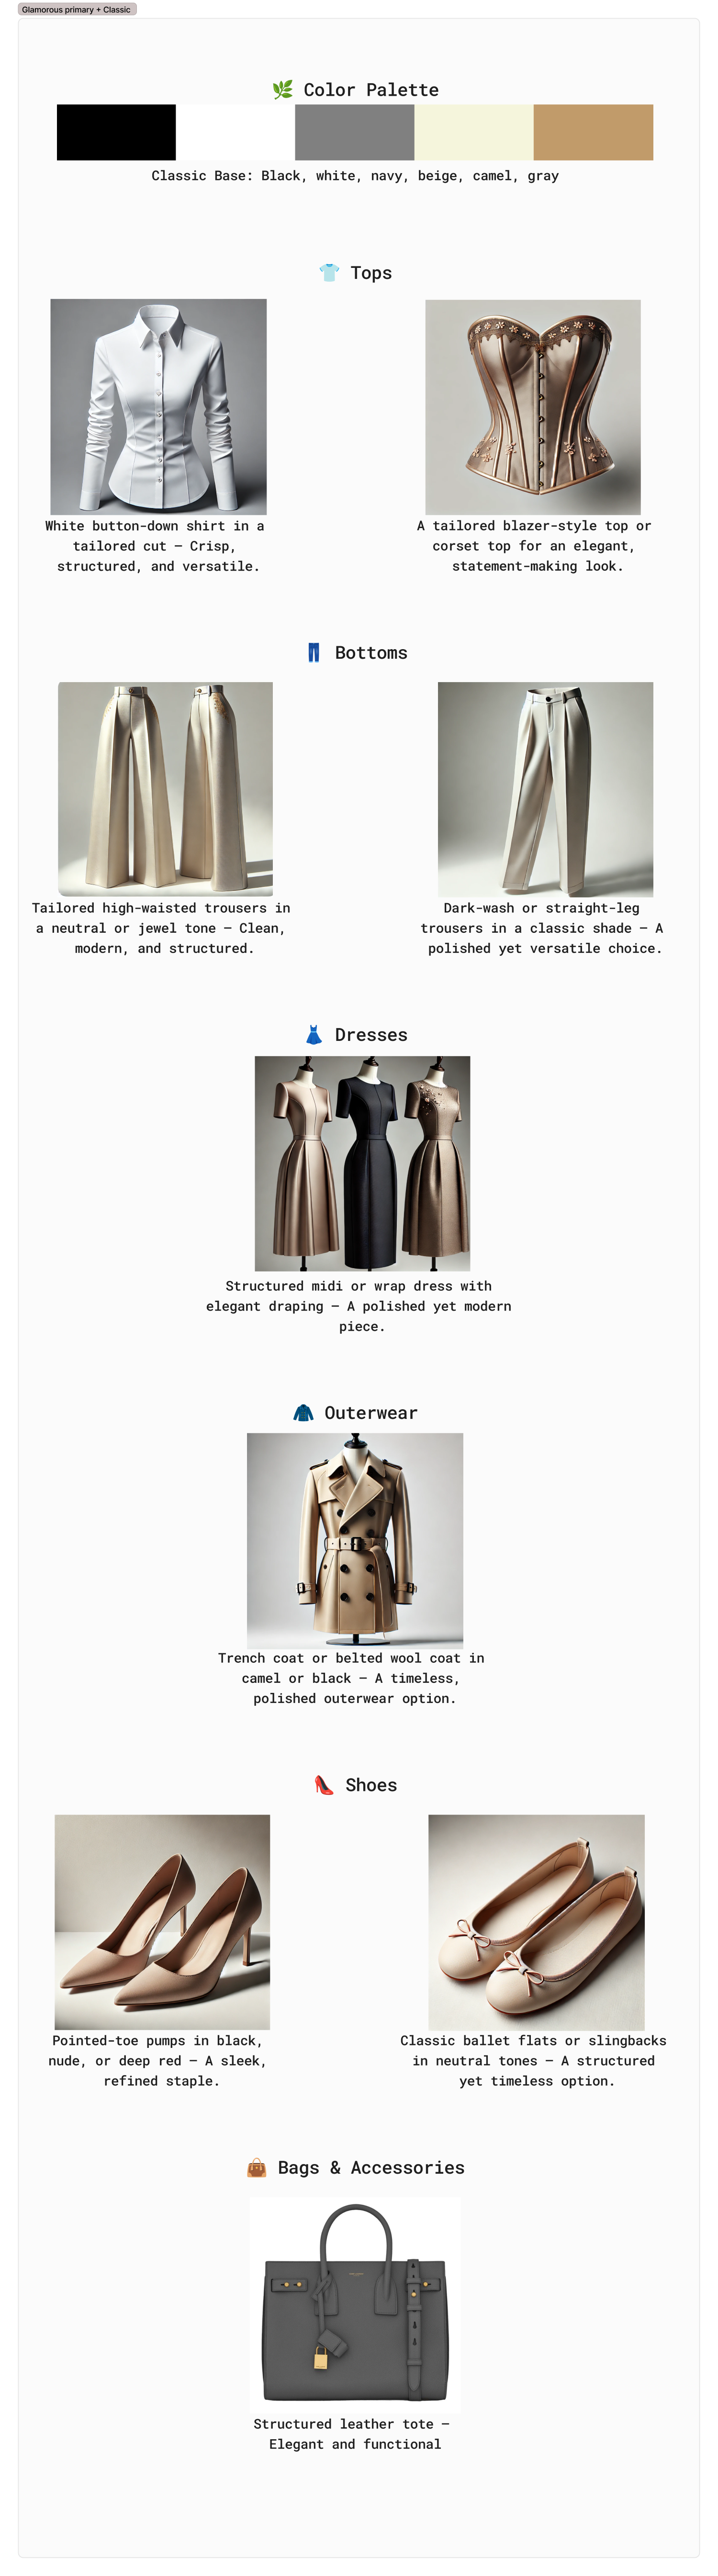 Glamorous primary + Classic
🌿 Color Palette
Classic Base: Black, white, navy, beige, camel, gray
👕 Tops
White button-down shirt in a
tailored cut – Crisp,
structured, and versatile.
A tailored blazer-style top or
corset top for an elegant,
statement-making look.
👖 Bottoms
Tailored high-waisted trousers in
a neutral or jewel tone – Clean,
modern, and structured.
Dark-wash or straight-leg
trousers in a classic shade – A
polished yet versatile choice.
👗 Dresses
Structured midi or wrap dress with
elegant draping – A polished yet modern
piece.
🧥 Outerwear
Trench coat or belted wool coat in
camel or black – A timeless,
polished outerwear option.
👠 Shoes
Pointed-toe pumps in black,
nude, or deep red – A sleek,
refined staple.
Classic ballet flats or slingbacks
in neutral tones – A structured
yet timeless option.
👜 Bags & Accessories
Structured leather tote –
Elegant and functional